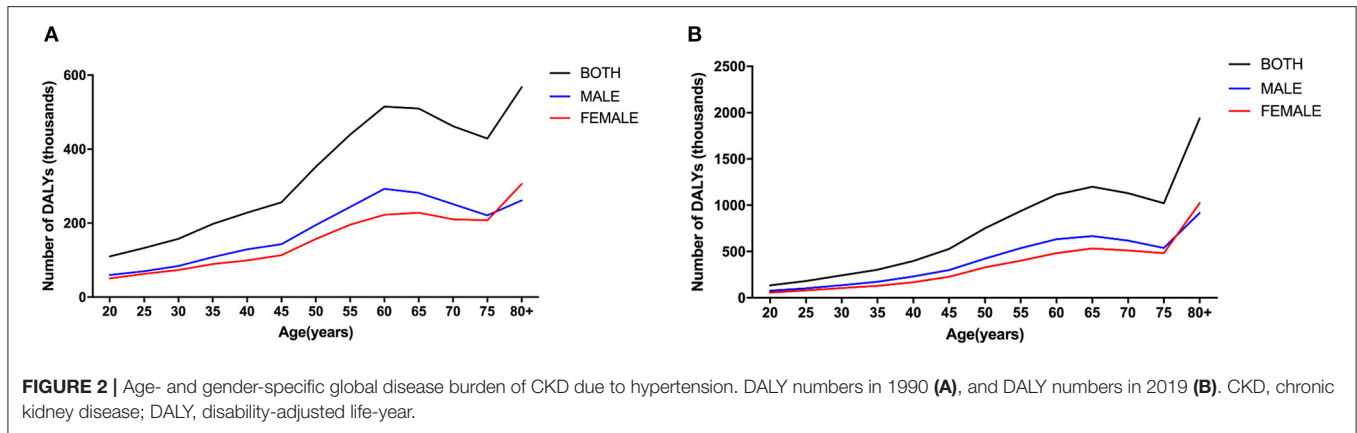 A
Number of DALYs (thousands)
600
400
200
0
20 25 30 35 40 45 50 55 60 65 70 75 80+
Age(years)
BOTH
MALE
FEMALE
B
Number of DALYs (thousands)
2500
2000
1500
1000
500
0
20 25 30 35 40 45 50 55 60 65 70 75 80+
Age(years)
BOTH
MALE
FEMALE
FIGURE 2 | Age- and gender-specific global disease burden of CKD due to hypertension. DALY numbers in 1990 (A), and DALY numbers in 2019 (B). CKD, chronic
kidney disease; DALY, disability-adjusted life-year.